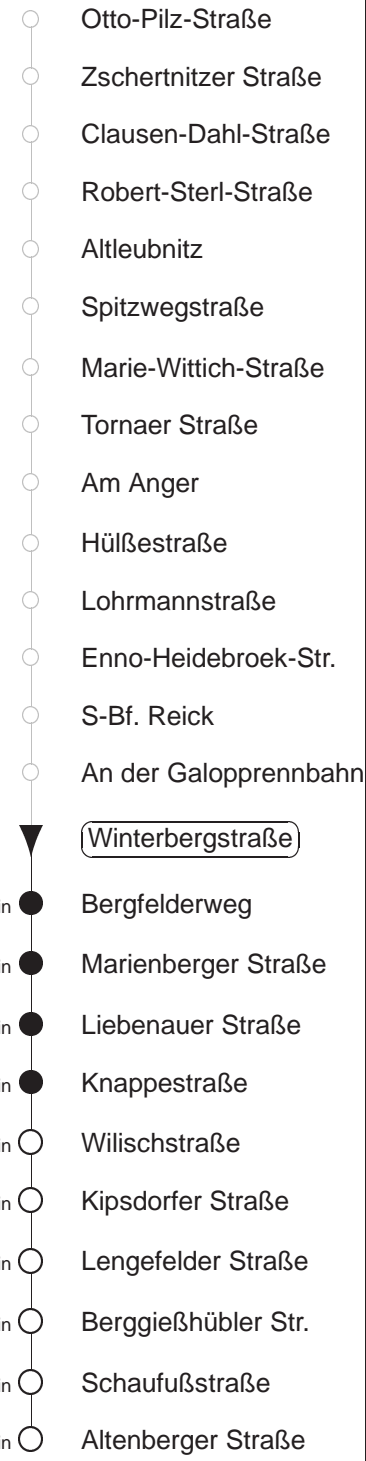 Otto-Pilz-Straße
Zschertnitzer Straße
Clausen-Dahl-Straße
Robert-Sterl-Straße
Altleubnitz
Spitzwegstraße
Marie-Wittich-Straße
Tornaer Straße
Am Anger
Hülßestraße
Lohrmannstraße
Enno-Heidebroek-Str.
S-Bf. Reick
An der Galopprennbahn
Winterbergstraße
Bergfelderweg
Marienberger Straße
Liebenauer Straße
Knappestraße
Wilischstraße
Kipsdorfer Straße
Lengefelder Straße
Berggießhübler Str.
Schaufußstraße
Altenberger Straße